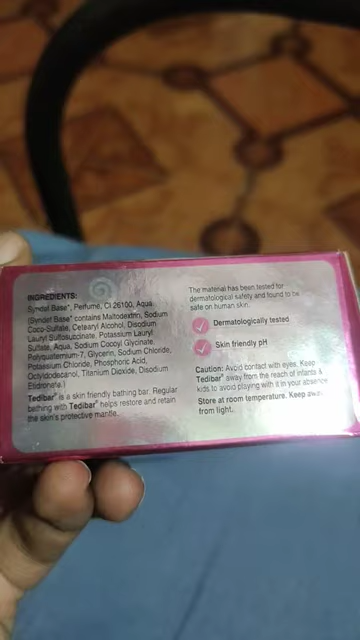 INGREDIENTS:
Syndet Base*, Perfume, CI 26100, Aqua
(Syndet Base* contains Maltodextrin, Sodium
Coco-Sulfate, Cetearyl Alcohol, Disodium
Lauryl Sulfosuccinate, Potassium Lauryl
Sulfate, Aqua, Sodium Cocoyl Glycinate,
Polyquaternium-7, Glycerin, Sodium Chloride,
Potassium Chloride, Phosphoric Acid,
Octyldodecanol, Titanium Dioxide, Disodium
Etidronate.)
Tedibar® is a skin friendly bathing bar. Regular
bathing with Tedibar® helps restore and retain
the skin's protective mantle.
The material has been tested for
dermatological safety and found to be
safe on human skin.
Dermatologically tested
Skin friendly pH
Caution: Avoid contact with eyes. Keep
Tedibar® away from the reach of infants &
kids to avoid playing with it in your absence
Store at room temperature. Keep away
from light.